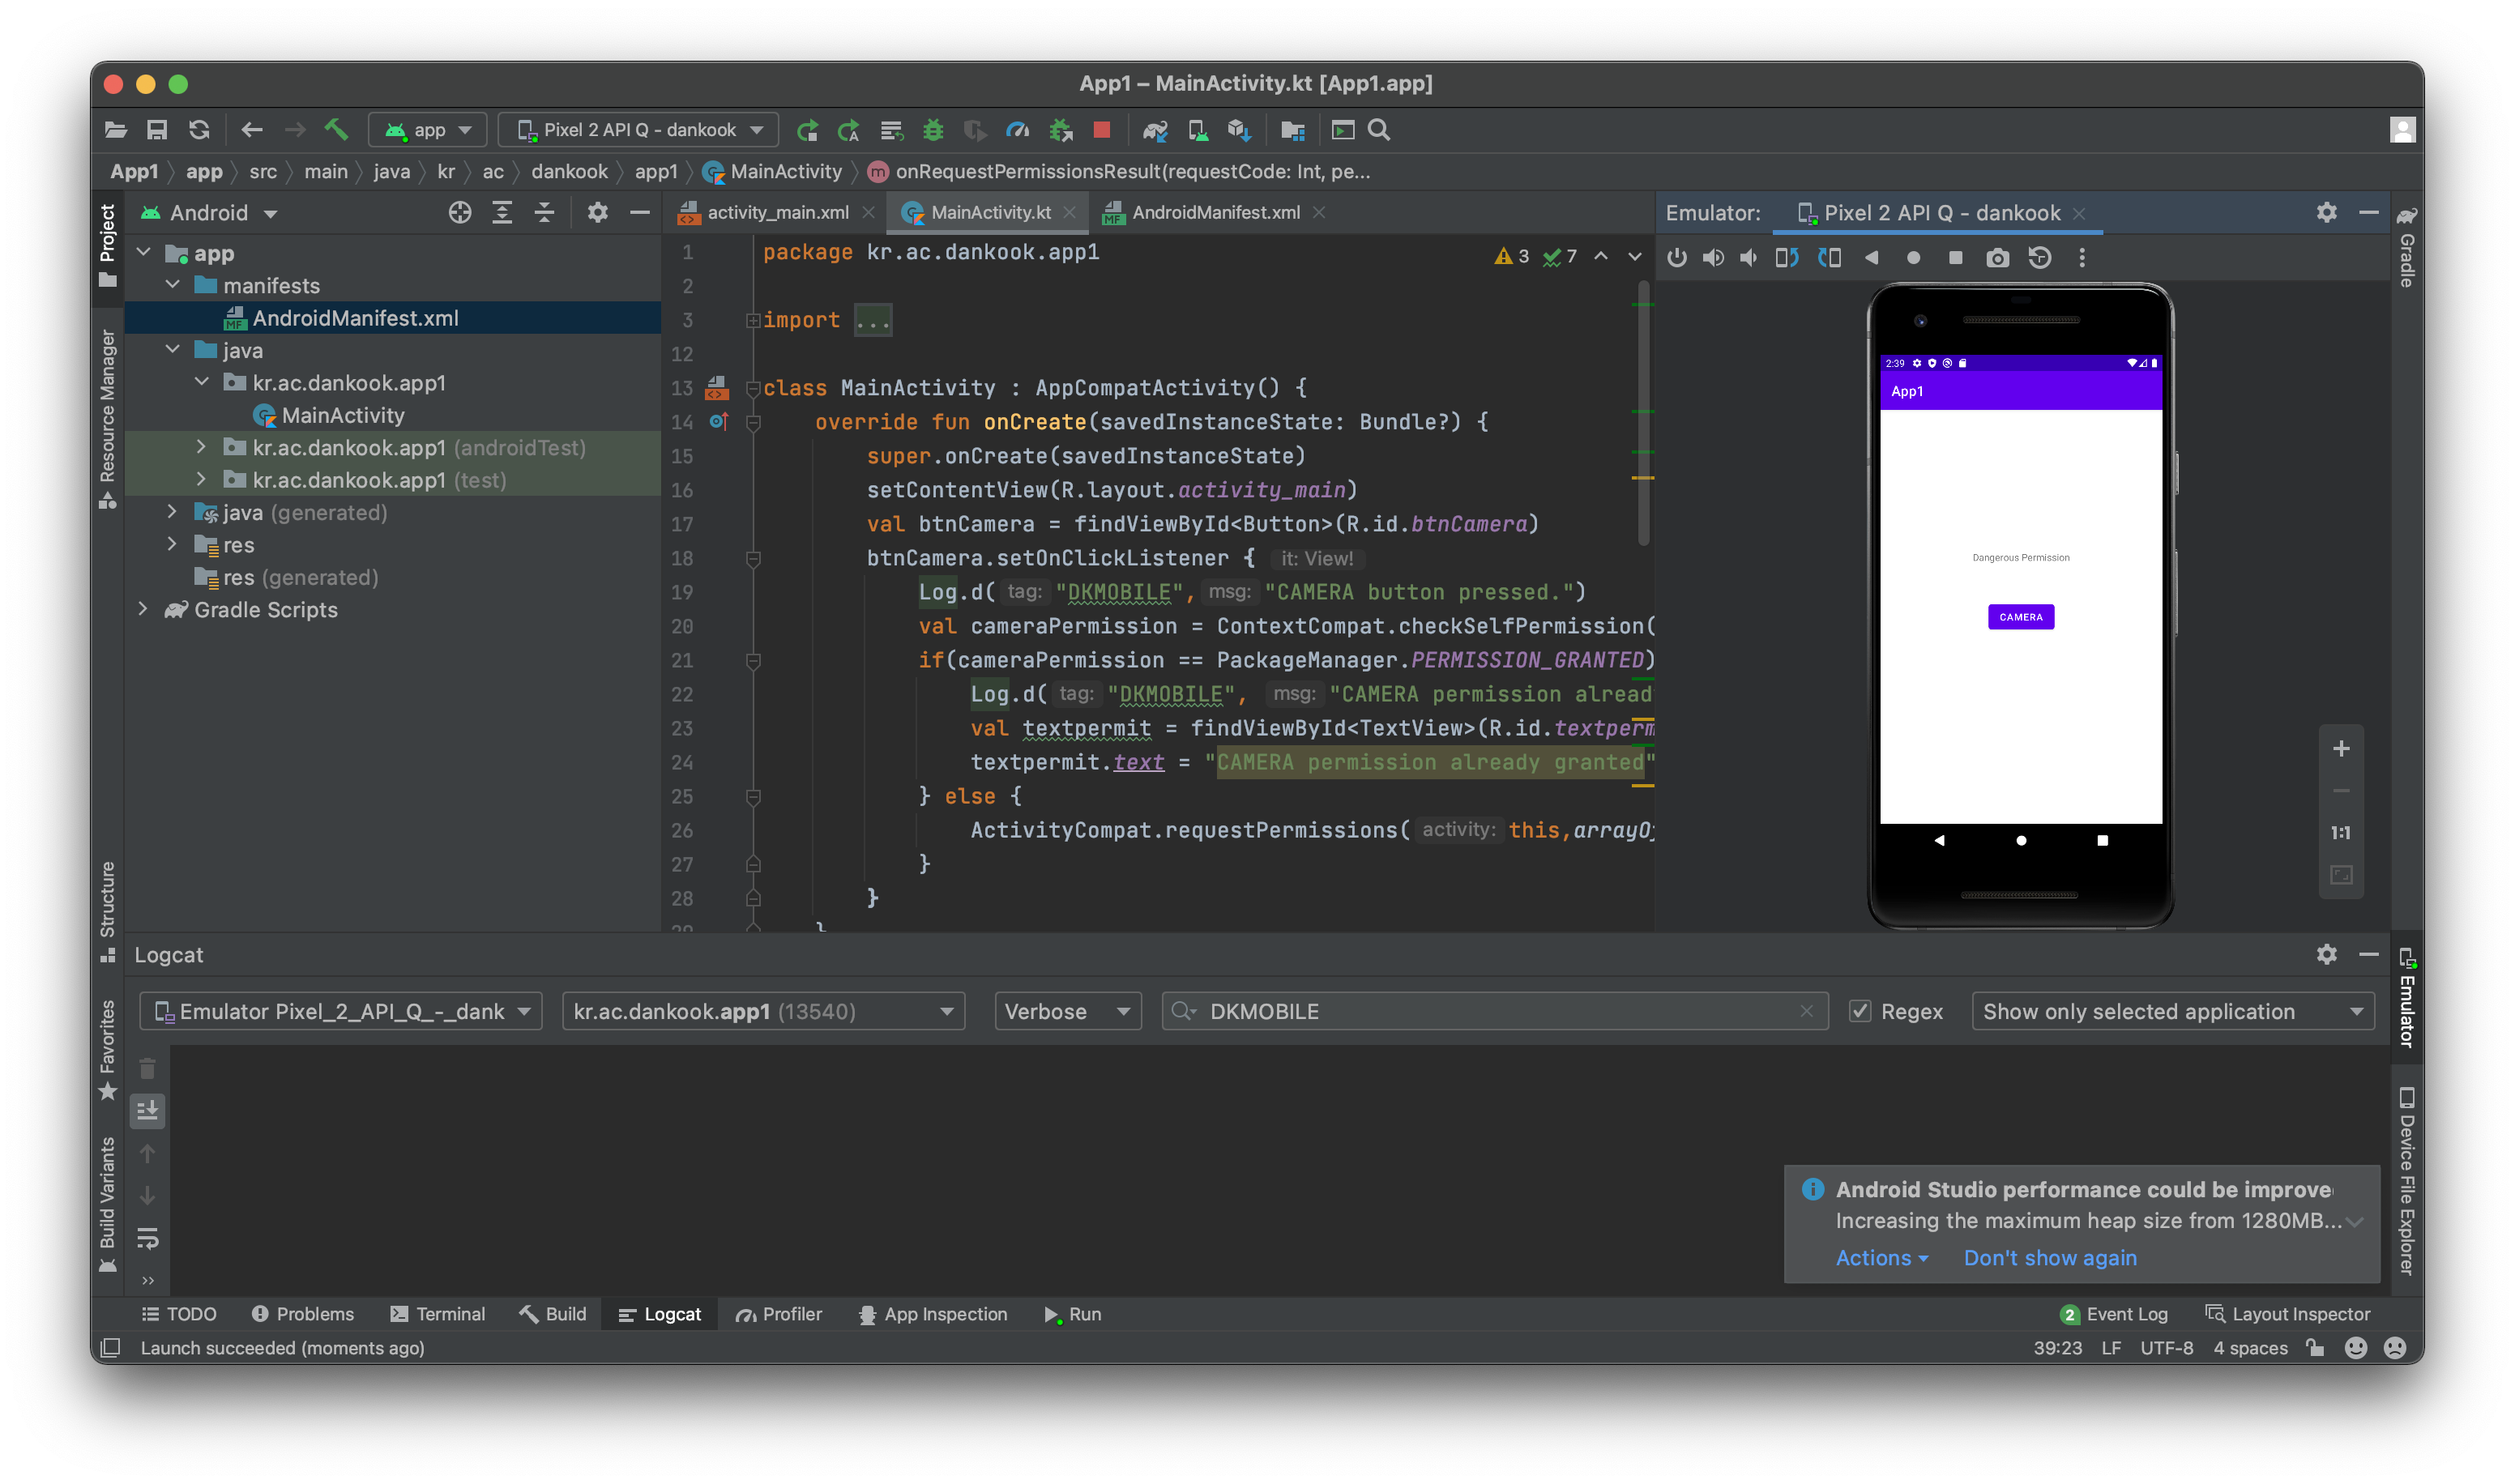 App1 – MainActivity.kt [App1.app]
app
Pixel 2 API Q - dankook
App1 app src main java kr ac dankook app1 MainActivity onRequestPermissionsResult(requestCode: Int, pe...
Project
Resource Manager
Structure
Favorites
Build Variants
Android
app
manifests
AndroidManifest.xml
java
kr.ac.dankook.app1
MainActivity
kr.ac.dankook.app1 (androidTest)
kr.ac.dankook.app1 (test)
java (generated)
res
res (generated)
Gradle Scripts
activity_main.xml
MainActivity.kt
AndroidManifest.xml
3 7
1 package kr.ac.dankook.app1
2
3 import ...
12
13 class MainActivity : AppCompatActivity() {
14 override fun onCreate(savedInstanceState: Bundle?) {
15 super.onCreate(savedInstanceState)
16 setContentView(R.layout.activity_main)
17 val btnCamera = findViewById<Button>(R.id.btnCamera)
18 btnCamera.setOnClickListener { it: View!
19 Log.d( tag: "DKMOBILE", msg: "CAMERA button pressed.")
20 val cameraPermission = ContextCompat.checkSelfPermission(
21 if(cameraPermission == PackageManager.PERMISSION_GRANTED)
22 Log.d( tag: "DKMOBILE", msg: "CAMERA permission alread
23 val textpermit = findViewById<TextView>(R.id.textperm
24 textpermit.text = "CAMERA permission already granted"
25 } else {
26 ActivityCompat.requestPermissions( activity: this,arrayO
27 }
28 }
Emulator: Pixel 2 API Q - dankook
2:39
App1
Dangerous Permission
CAMERA
1:1
Gradle
Emulator
Device File Explorer
Logcat
Emulator Pixel_2_API_Q_-_dank
kr.ac.dankook.app1 (13540)
Verbose
DKMOBILE
Regex
Show only selected application
Android Studio performance could be improve
Increasing the maximum heap size from 1280MB...
Actions Don't show again
TODO Problems Terminal Build Logcat Profiler App Inspection Run
2 Event Log Layout Inspector
Launch succeeded (moments ago)
39:23 LF UTF-8 4 spaces